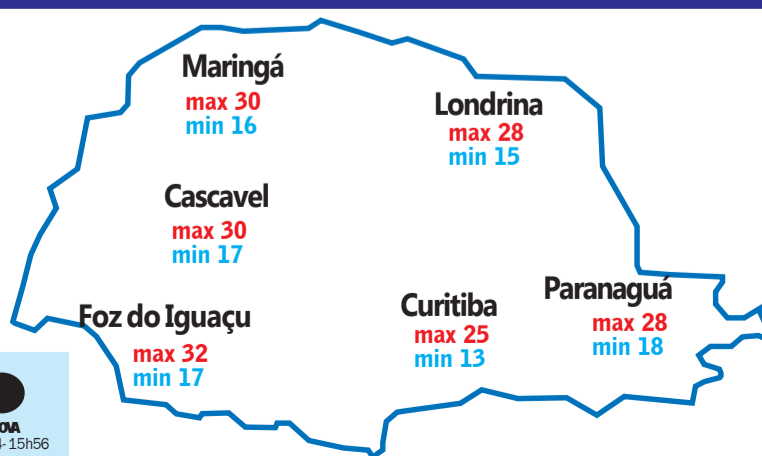 Maringá
max 30
min 16
Londrina
max 28
min 15
Cascavel
max 30
min 17
Foz do Iguaçu
max 32
min 17
Curitiba
max 25
min 13
Paranaguá
max 28
min 18
15h56